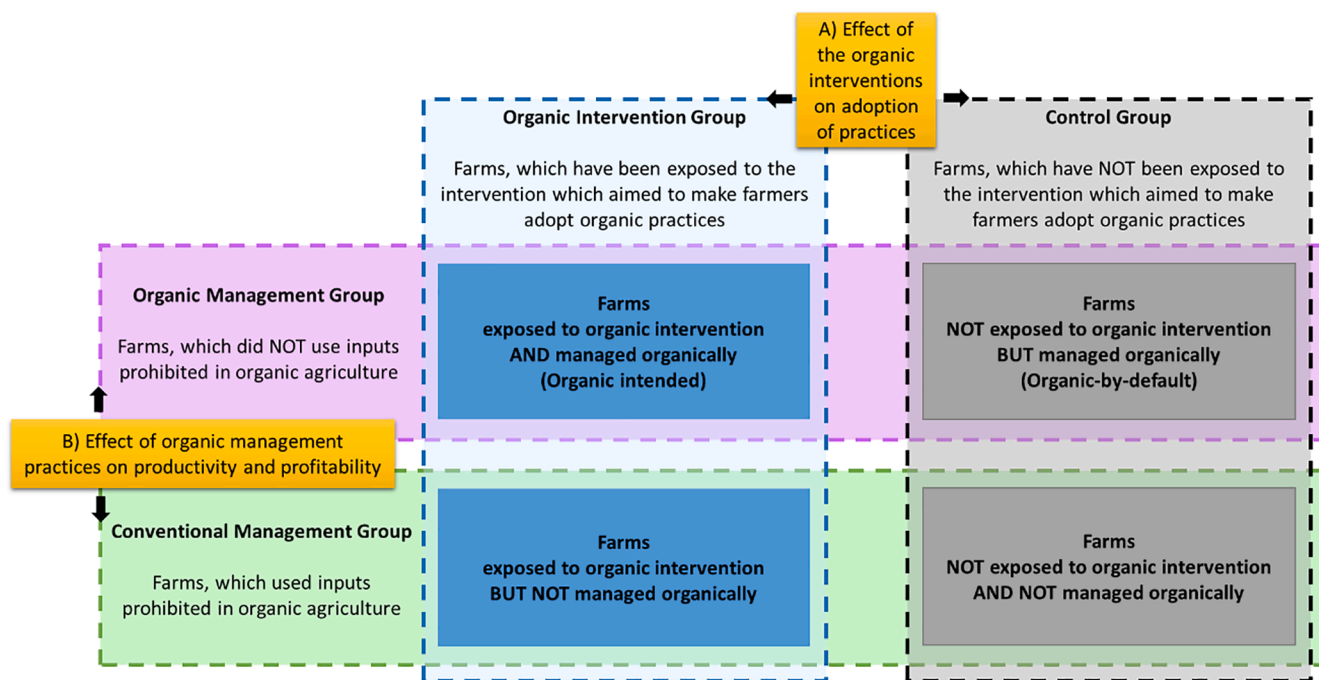 A) Effect of
the organic
interventions
on adoption
of practices
Organic Intervention Group
Farms, which have been exposed to the
intervention which aimed to make farmers
adopt organic practices
Control Group
Farms, which have NOT been exposed to
the intervention which aimed to make
farmers adopt organic practices
Organic Management Group
Farms, which did NOT use inputs
prohibited in organic agriculture
Farms
exposed to organic intervention
AND managed organically
(Organic intended)
Farms
NOT exposed to organic intervention
BUT managed organically
(Organic-by-default)
B) Effect of organic management
practices on productivity and profitability
Conventional Management Group
Farms, which used inputs
prohibited in organic agriculture
Farms
exposed to organic intervention
BUT NOT managed organically
Farms
NOT exposed to organic intervention
AND NOT managed organically